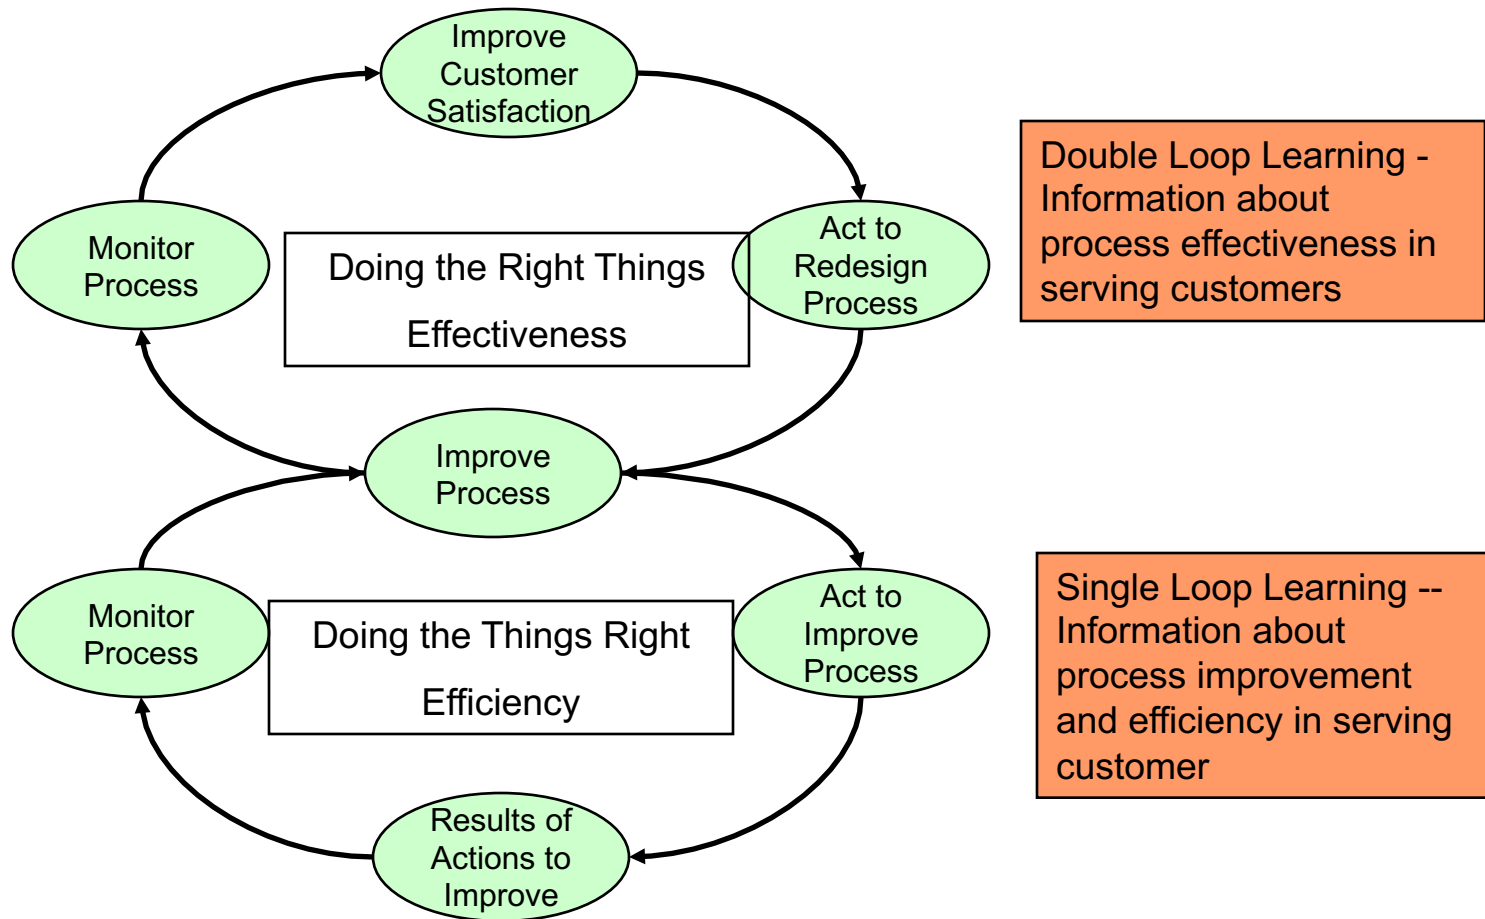 Improve
Customer
Satisfaction
Monitor
Process
Doing the Right Things
Effectiveness
Act to
Redesign
Process
Double Loop Learning -
Information about
process effectiveness in
serving customers
Improve
Process
Monitor
Process
Doing the Things Right
Efficiency
Act to
Improve
Process
Single Loop Learning --
Information about
process improvement
and efficiency in serving
customer
Results of
Actions to
Improve